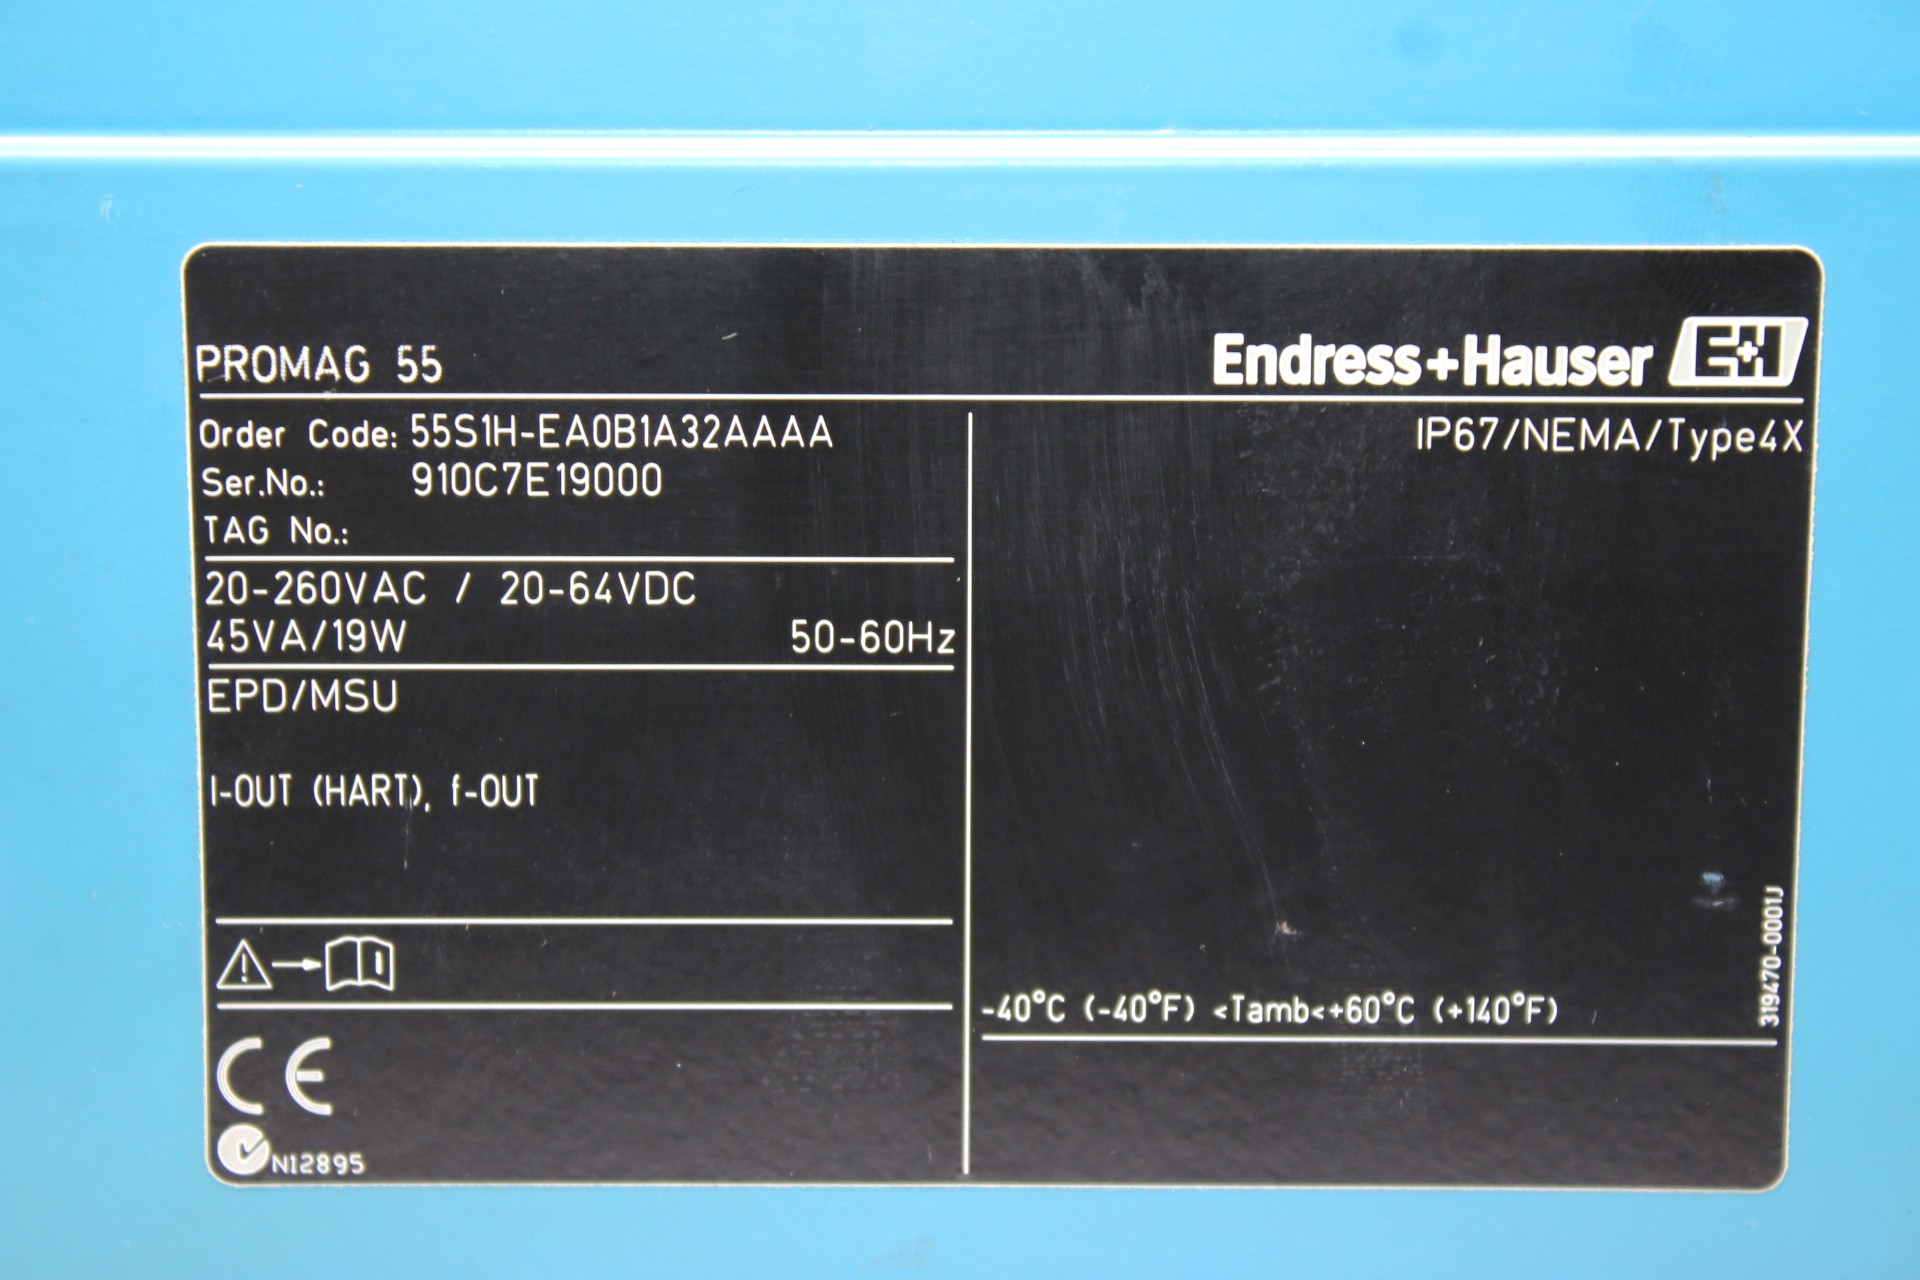 PROMAG 55
Endress+Hauser E+H
Order Code: 55S1H-EA0B1A32AAAA
Ser.No.: 910C7E19000
TAG No.:
20-260VAC / 20-64VDC
45VA/19W 50-60Hz
EPD/MSU
I-OUT (HART), f-OUT
CE
N12895
IP67/NEMA/Type4X
-40°C (-40°F) <Tamb<+60°C (+140°F)
319470-0001J